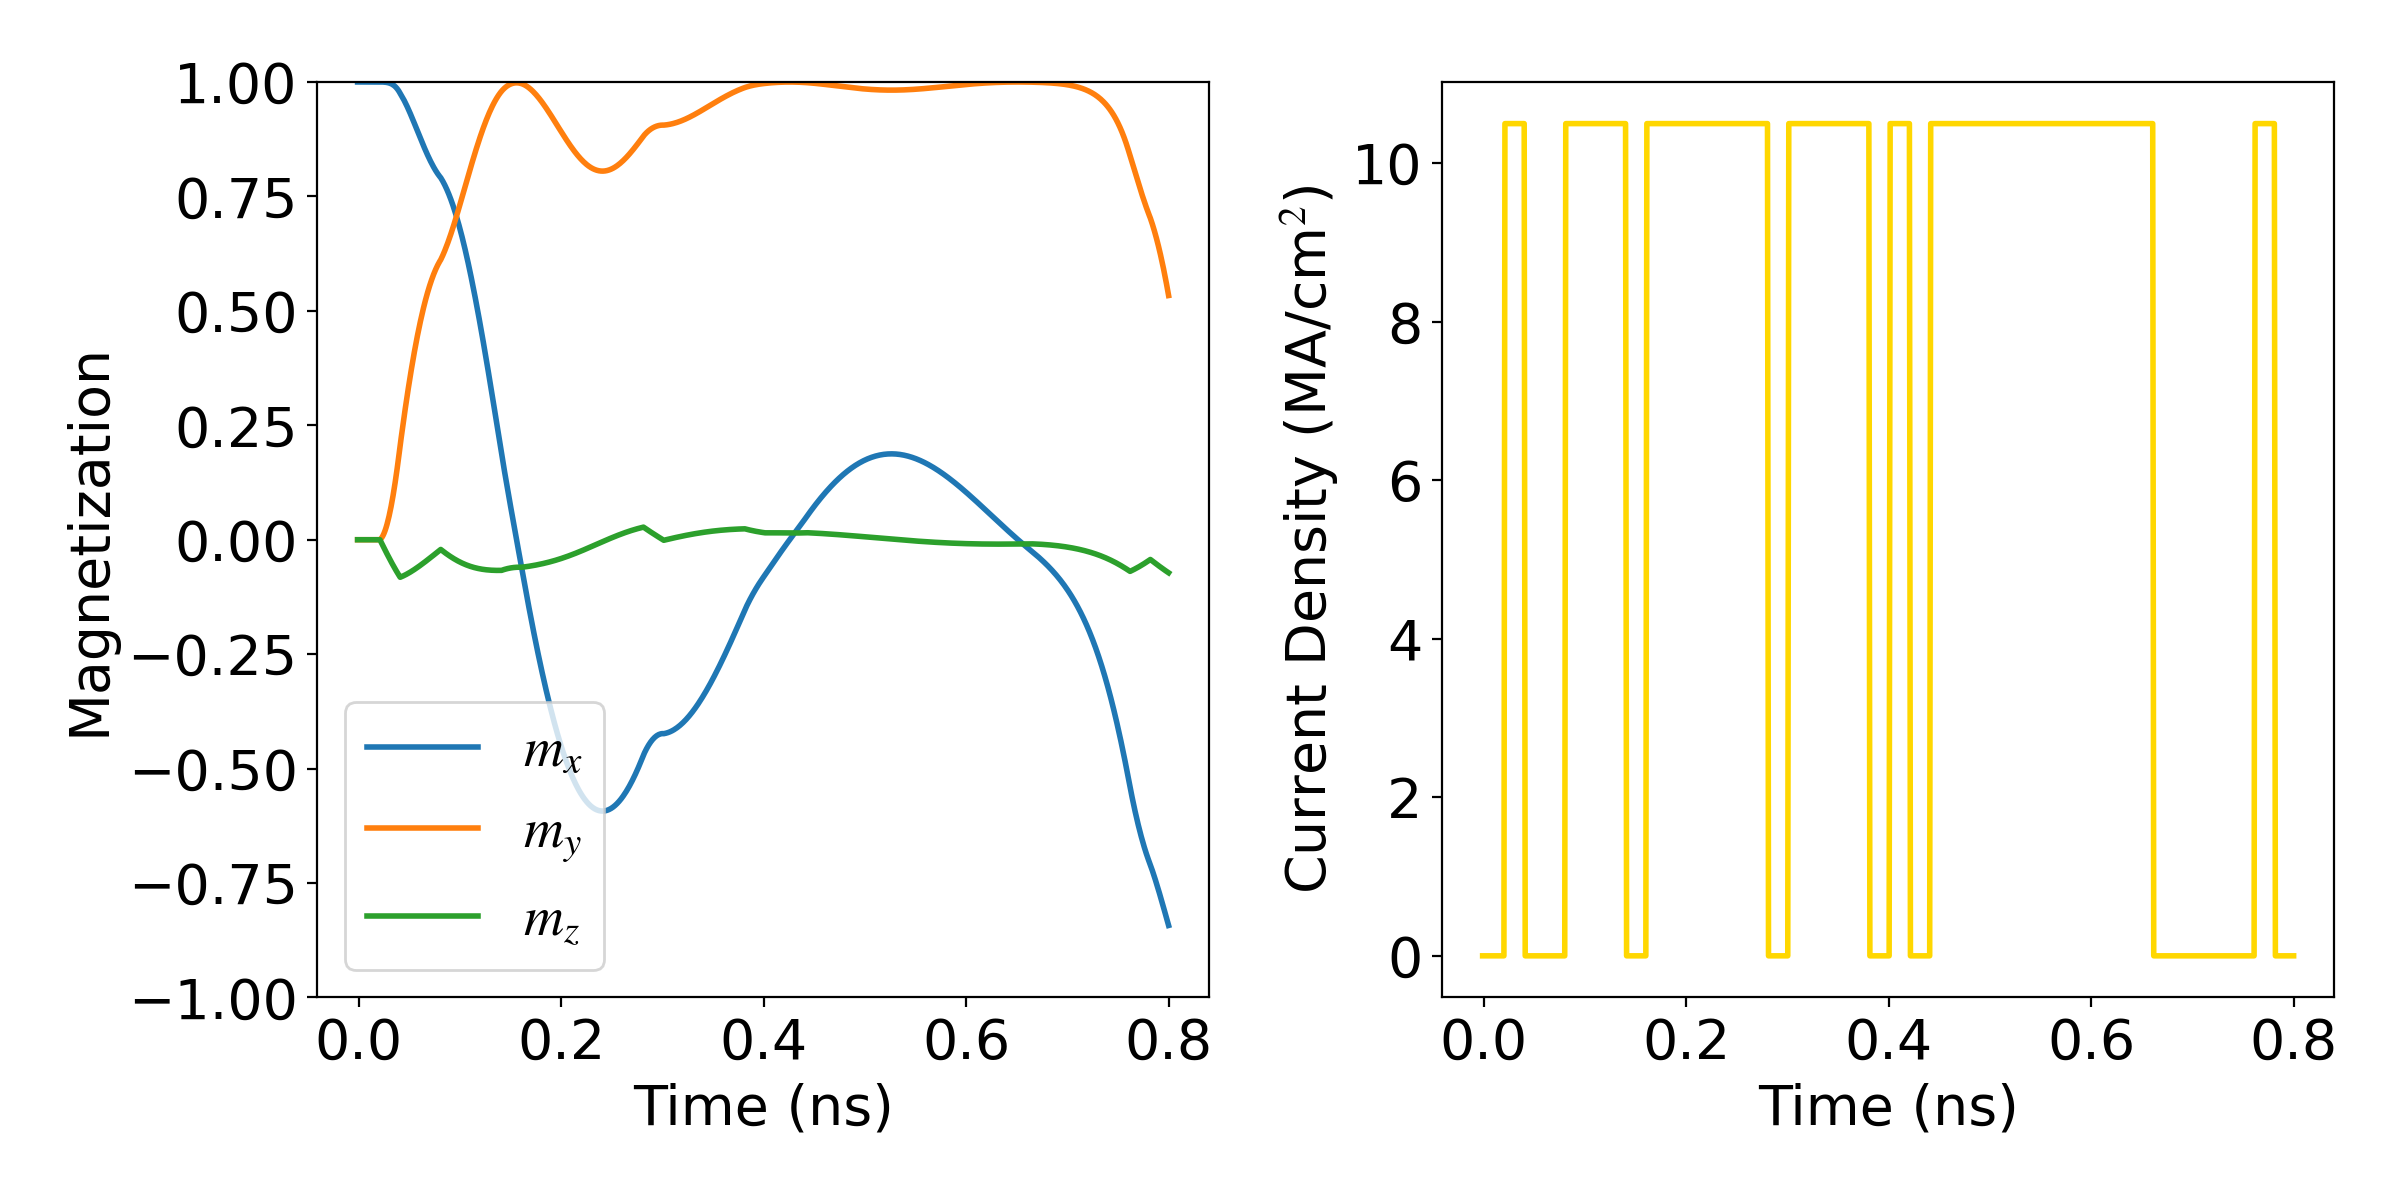 1.00
0.75
0.50
0.25
0.00
−0.25
−0.50
−0.75
−1.00
Magnetization
m_x
m_y
m_z
0.0 0.2 0.4 0.6 0.8
Time (ns)
10
8
6
4
2
0
Current Density (MA/cm²)
0.0 0.2 0.4 0.6 0.8
Time (ns)